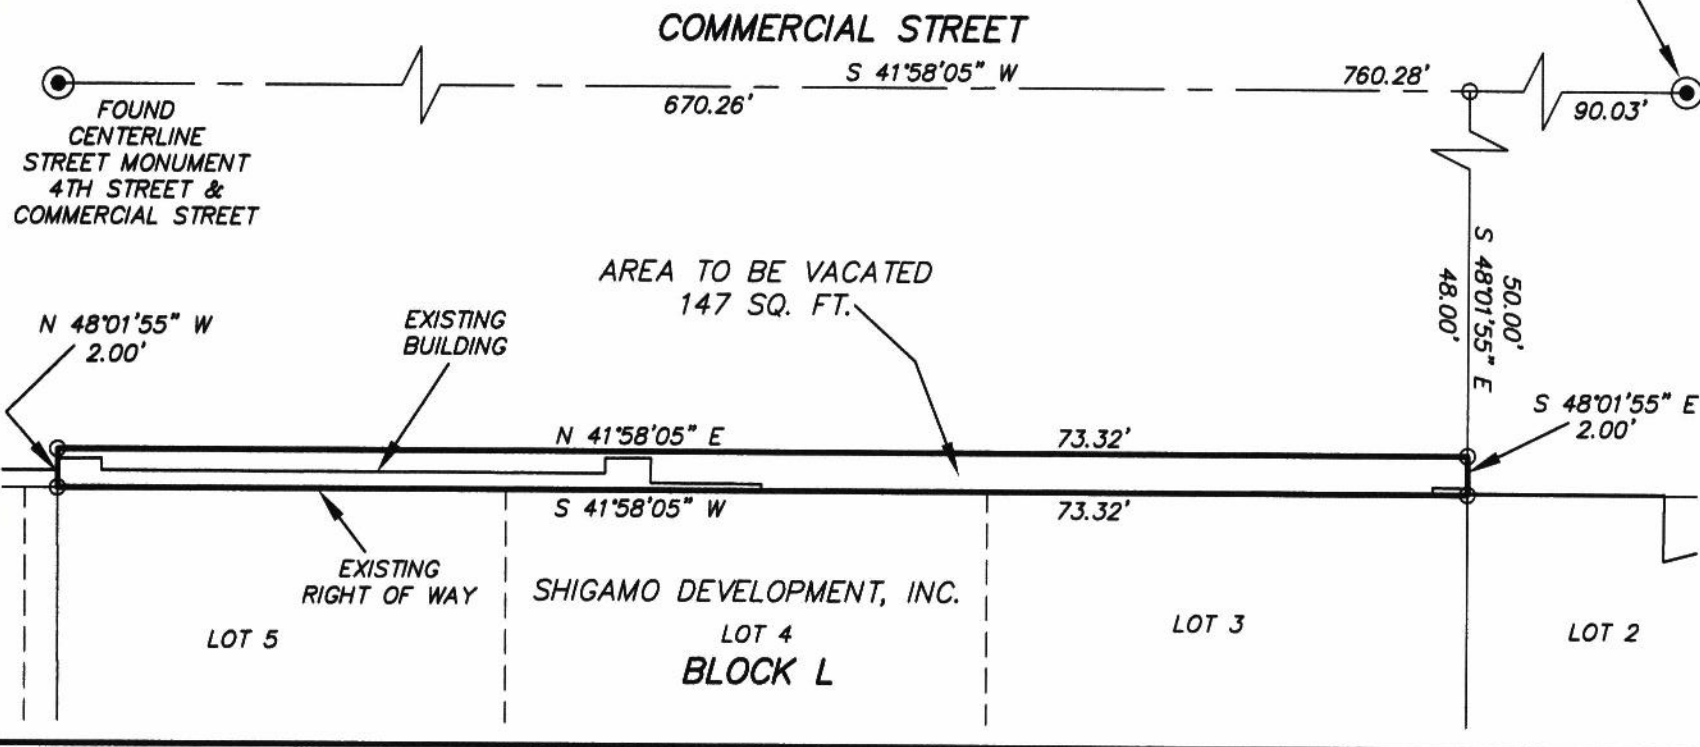 COMMERCIAL STREET
S 41°58'05" W
760.28'
670.26'
90.03'
FOUND
CENTERLINE
STREET MONUMENT
4TH STREET &
COMMERCIAL STREET
50.00'
S 48°01'55" E
48.00'
AREA TO BE VACATED
147 SQ. FT.
N 48°01'55" W
2.00'
EXISTING
BUILDING
S 48°01'55" E
2.00'
N 41°58'05" E
73.32'
S 41°58'05" W
73.32'
EXISTING
RIGHT OF WAY
SHIGAMO DEVELOPMENT, INC.
LOT 5
LOT 4
LOT 3
LOT 2
BLOCK L